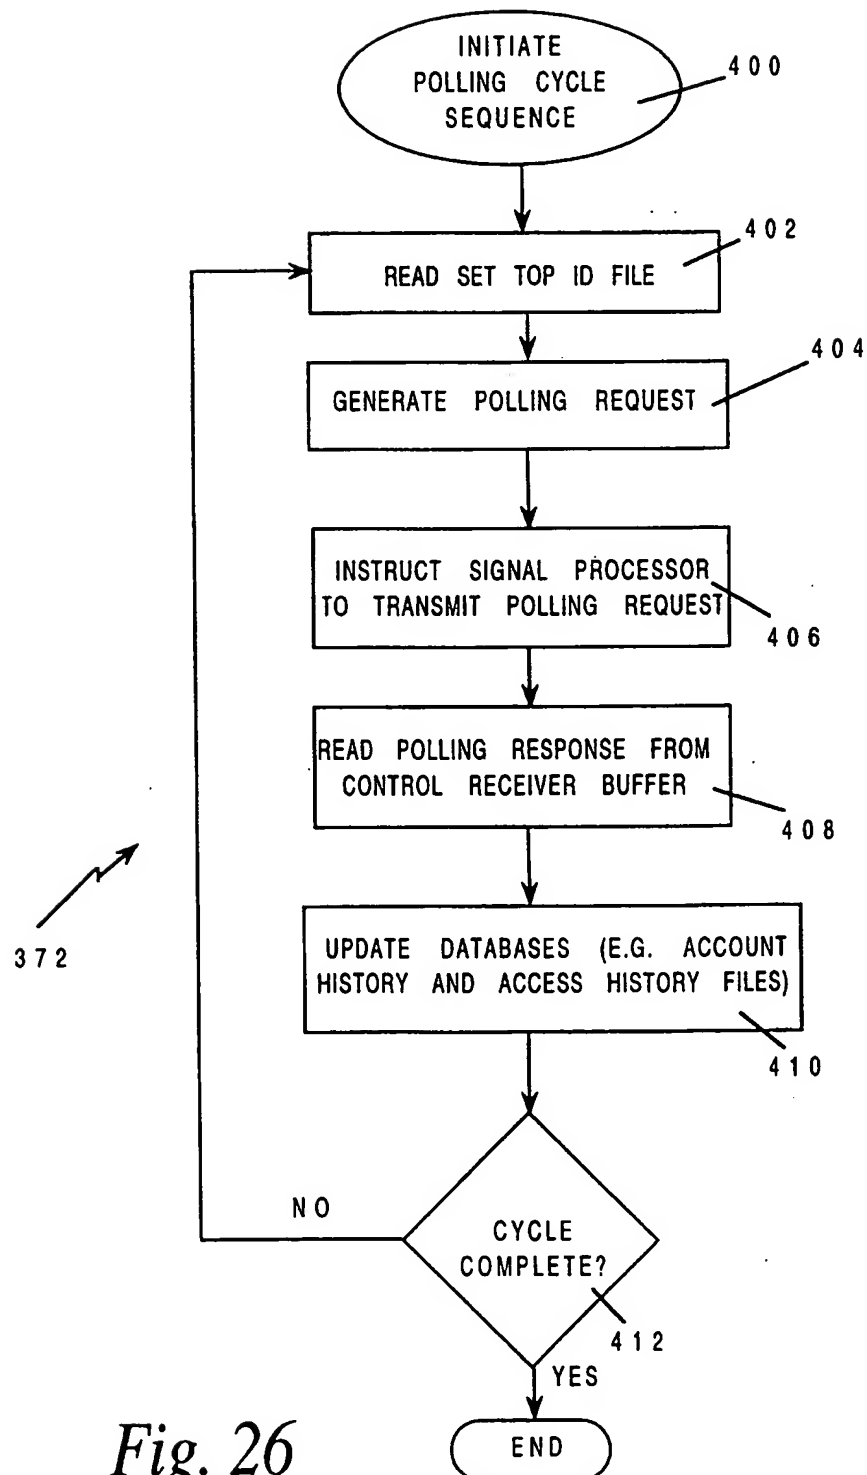 INITIATE
POLLING CYCLE
SEQUENCE
400
402
READ SET TOP ID FILE
404
GENERATE POLLING REQUEST
INSTRUCT SIGNAL PROCESSOR
TO TRANSMIT POLLING REQUEST
406
READ POLLING RESPONSE FROM
CONTROL RECEIVER BUFFER
408
372
UPDATE DATABASES (E.G. ACCOUNT
HISTORY AND ACCESS HISTORY FILES)
410
NO
CYCLE
COMPLETE?
412
YES
END
Fig. 26